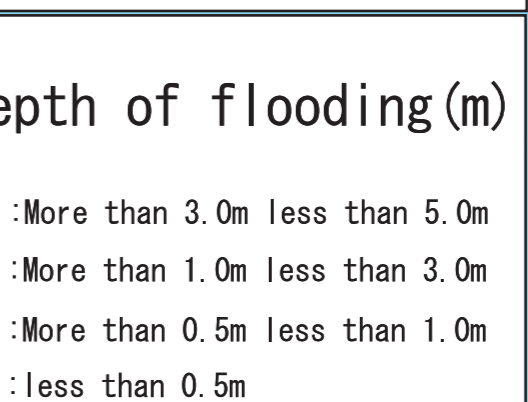 epth of flooding(m)
:More than 3.0m less than 5.0m
:More than 1.0m less than 3.0m
:More than 0.5m less than 1.0m
:less than 0.5m